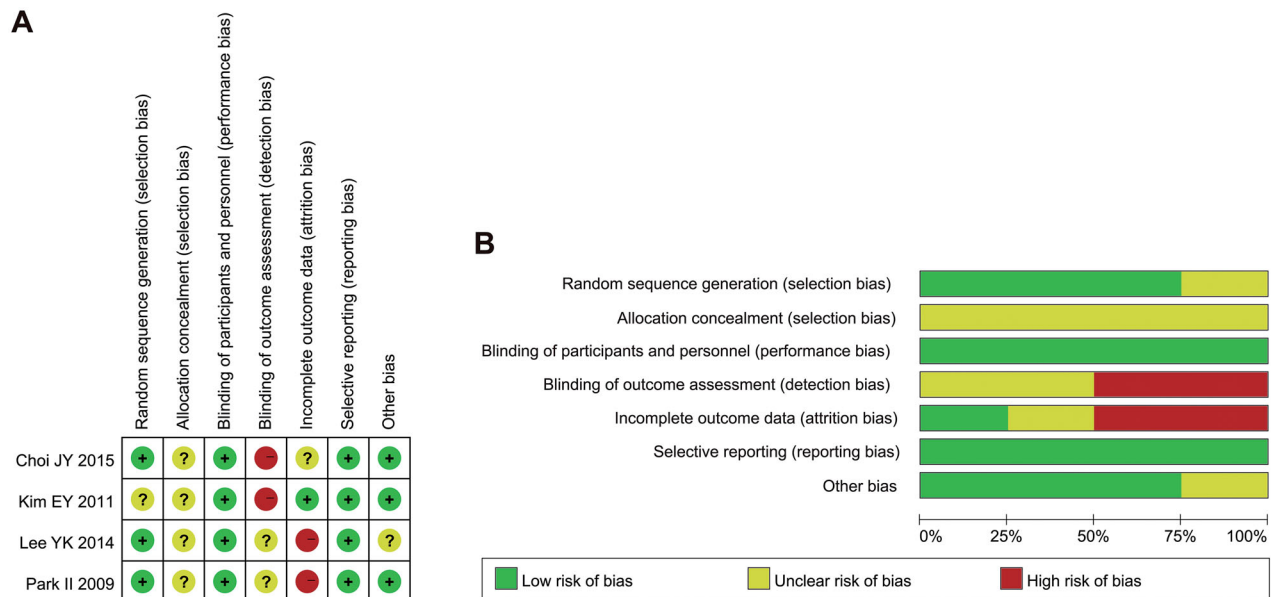 A
Random sequence generation (selection bias)
Allocation concealment (selection bias)
Blinding of participants and personnel (performance bias)
Blinding of outcome assessment (detection bias)
Incomplete outcome data (attrition bias)
Selective reporting (reporting bias)
Other bias
Choi JY 2015 + ? + – ? + +
Kim EY 2011 ? ? + – + + +
Lee YK 2014 + ? + ? – + ?
Park II 2009 + ? + ? – + +
B
Random sequence generation (selection bias)
Allocation concealment (selection bias)
Blinding of participants and personnel (performance bias)
Blinding of outcome assessment (detection bias)
Incomplete outcome data (attrition bias)
Selective reporting (reporting bias)
Other bias
0% 25% 50% 75% 100%
Low risk of bias Unclear risk of bias High risk of bias